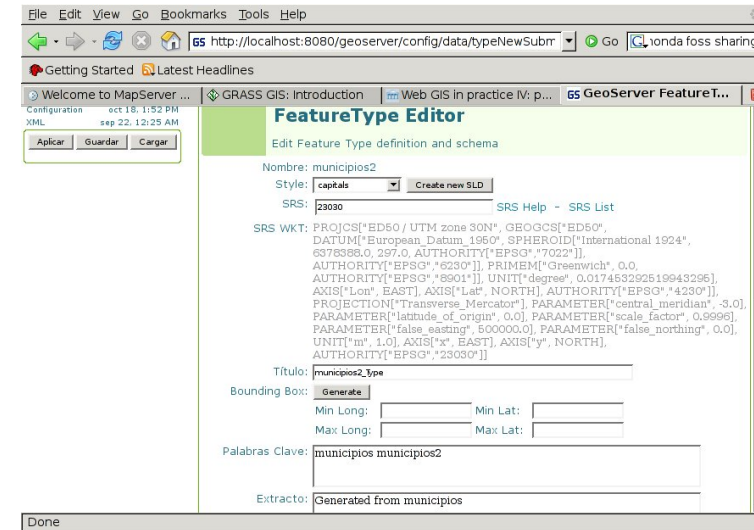 File Edit View Go Bookmarks Tools Help
GS http://localhost:8080/geoserver/config/data/typeNewSubm Go G onda foss sharing
Getting Started Latest Headlines
Welcome to MapServer ... GRASS GIS: Introduction Web GIS in practice IV: p... GS GeoServer FeatureT...
Configuration oct 18, 1:52 PM
XML sep 22, 12:25 AM
Aplicar Guardar Cargar
FeatureType Editor
Edit Feature Type definition and schema
Nombre: municipios2
Style: capitals Create new SLD
SRS: 23030 SRS Help - SRS List
SRS WKT: PROJCS["ED50 / UTM zone 30N", GEOGCS["ED50",
DATUM["European_Datum_1950", SPHEROID["International 1924",
6378388.0, 297.0, AUTHORITY["EPSG","7022"]],
AUTHORITY["EPSG","6230"]], PRIMEM["Greenwich", 0.0,
AUTHORITY["EPSG","8901"]], UNIT["degree", 0.017453292519943295],
AXIS["Lon", EAST], AXIS["Lat", NORTH], AUTHORITY["EPSG","4230"]],
PROJECTION["Transverse_Mercator"], PARAMETER["central_meridian", -3.0],
PARAMETER["latitude_of_origin", 0.0], PARAMETER["scale_factor", 0.9996],
PARAMETER["false_easting", 500000.0], PARAMETER["false_northing", 0.0],
UNIT["m", 1.0], AXIS["x", EAST], AXIS["y", NORTH],
AUTHORITY["EPSG","23030"]]
Título: municipios2_Type
Bounding Box: Generate
Min Long: Min Lat:
Max Long: Max Lat:
Palabras Clave: municipios municipios2
Extracto: Generated from municipios
Done